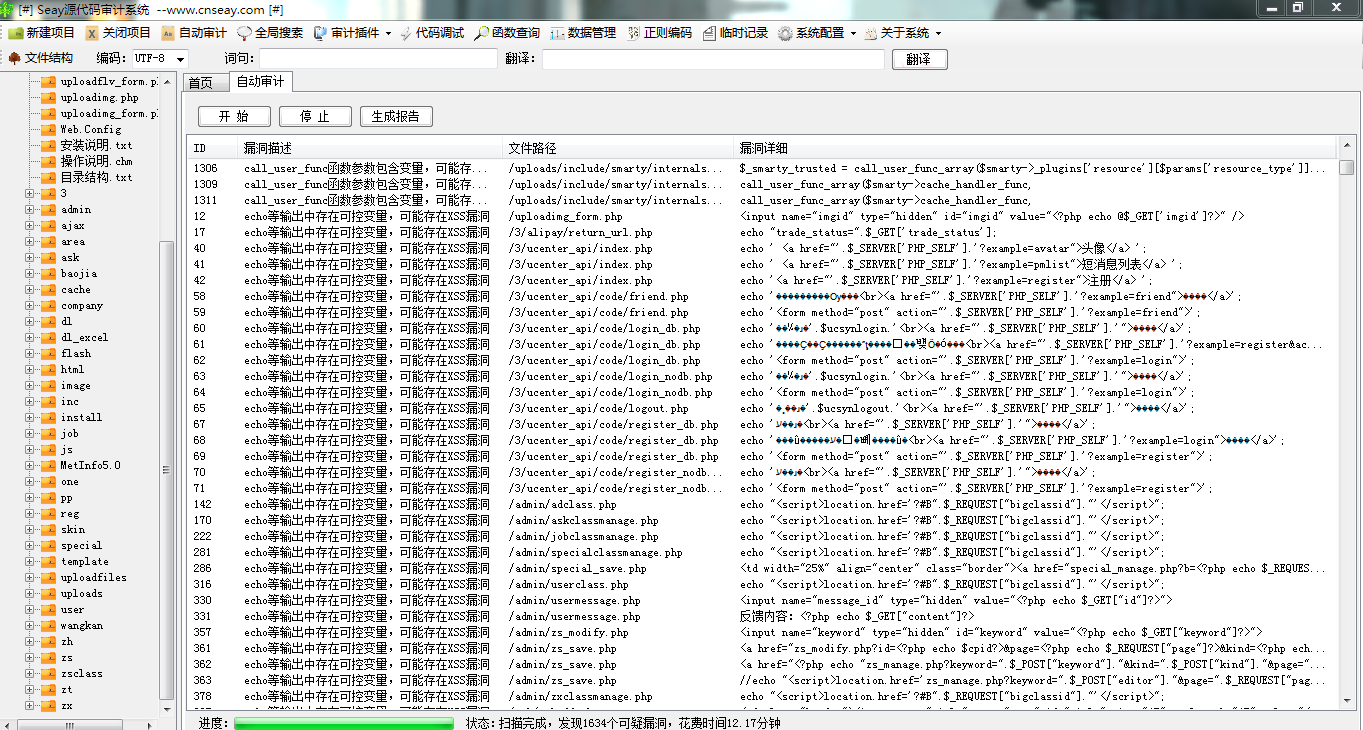 [#] Seay源代码审计系统 --www.cnseay.com [#]
新建项目 关闭项目 自动审计 全局搜索 审计插件 代码调试 函数查询 数据管理 正则编码 临时记录 系统配置 关于系统
文件结构 编码: UTF-8 词句: 翻译: 翻译
首页 自动审计
开 始 停 止 生成报告
uploadflv_form.p
uploadimg.php
uploadimg_form.p
Web.Config
安装说明.txt
操作说明.chm
目录结构.txt
3
admin
ajax
area
ask
baojia
cache
company
dl
dl_excel
flash
html
image
inc
install
job
js
MetInfo5.0
one
pp
reg
skin
special
template
uploadfiles
uploads
user
wangkan
zh
zs
zsclass
zt
zx
ID 漏洞描述 文件路径 漏洞详细
1306 call_user_func函数参数包含变量，可能存... /uploads/include/smarty/internals... $_smarty_trusted = call_user_func_array($smarty->_plugins['resource'][$params['resource_type']]...
1309 call_user_func函数参数包含变量，可能存... /uploads/include/smarty/internals... call_user_func_array($smarty->cache_handler_func,
1311 call_user_func函数参数包含变量，可能存... /uploads/include/smarty/internals... call_user_func_array($smarty->cache_handler_func,
12 echo等输出中存在可控变量，可能存在XSS漏洞 /uploadimg_form.php <input name="imgid" type="hidden" id="imgid" value="<?php echo @$_GET['imgid']?>" />
17 echo等输出中存在可控变量，可能存在XSS漏洞 /3/alipay/return_url.php echo "trade_status=".$_GET['trade_status'];
40 echo等输出中存在可控变量，可能存在XSS漏洞 /3/ucenter_api/index.php echo ' <a href="'.$_SERVER['PHP_SELF'].'?example=avatar">头像</a> ';
41 echo等输出中存在可控变量，可能存在XSS漏洞 /3/ucenter_api/index.php echo ' <a href="'.$_SERVER['PHP_SELF'].'?example=pmlist">短消息列表</a> ';
42 echo等输出中存在可控变量，可能存在XSS漏洞 /3/ucenter_api/index.php echo '<a href="'.$_SERVER['PHP_SELF'].'?example=register">注册</a> ';
58 echo等输出中存在可控变量，可能存在XSS漏洞 /3/ucenter_api/code/friend.php echo '<br><a href="'.$_SERVER['PHP_SELF'].'?example=friend"></a>';
59 echo等输出中存在可控变量，可能存在XSS漏洞 /3/ucenter_api/code/friend.php echo '<form method="post" action="'.$_SERVER['PHP_SELF'].'?example=friend">';
60 echo等输出中存在可控变量，可能存在XSS漏洞 /3/ucenter_api/code/login_db.php echo '.$ucsynlogin.'<br><a href="'.$_SERVER['PHP_SELF'].'"></a>';
61 echo等输出中存在可控变量，可能存在XSS漏洞 /3/ucenter_api/code/login_db.php echo '<br><a href="'.$_SERVER['PHP_SELF'].'?example=register&ac...
62 echo等输出中存在可控变量，可能存在XSS漏洞 /3/ucenter_api/code/login_db.php echo '<form method="post" action="'.$_SERVER['PHP_SELF'].'?example=login">';
63 echo等输出中存在可控变量，可能存在XSS漏洞 /3/ucenter_api/code/login_nodb.php echo '.$ucsynlogin.'<br><a href="'.$_SERVER['PHP_SELF'].'"></a>';
64 echo等输出中存在可控变量，可能存在XSS漏洞 /3/ucenter_api/code/login_nodb.php echo '<form method="post" action="'.$_SERVER['PHP_SELF'].'?example=login">';
65 echo等输出中存在可控变量，可能存在XSS漏洞 /3/ucenter_api/code/logout.php echo '.$ucsynlogout.'<br><a href="'.$_SERVER['PHP_SELF'].'"></a>';
67 echo等输出中存在可控变量，可能存在XSS漏洞 /3/ucenter_api/code/register_db.php echo '<br><a href="'.$_SERVER['PHP_SELF'].'"></a>';
68 echo等输出中存在可控变量，可能存在XSS漏洞 /3/ucenter_api/code/register_db.php echo '<br><a href="'.$_SERVER['PHP_SELF'].'?example=login"></a>';
69 echo等输出中存在可控变量，可能存在XSS漏洞 /3/ucenter_api/code/register_db.php echo '<form method="post" action="'.$_SERVER['PHP_SELF'].'?example=register">';
70 echo等输出中存在可控变量，可能存在XSS漏洞 /3/ucenter_api/code/register_nodb... echo '<br><a href="'.$_SERVER['PHP_SELF'].'"></a>';
71 echo等输出中存在可控变量，可能存在XSS漏洞 /3/ucenter_api/code/register_nodb... echo '<form method="post" action="'.$_SERVER['PHP_SELF'].'?example=register">';
142 echo等输出中存在可控变量，可能存在XSS漏洞 /admin/adclass.php echo "<script>location.href='?#B".$_REQUEST["bigclassid"]."'</script>";
170 echo等输出中存在可控变量，可能存在XSS漏洞 /admin/askclassmanage.php echo "<script>location.href='?#B".$_REQUEST["bigclassid"]."'</script>";
222 echo等输出中存在可控变量，可能存在XSS漏洞 /admin/jobclassmanage.php echo "<script>location.href='?#B".$_REQUEST["bigclassid"]."'</script>";
281 echo等输出中存在可控变量，可能存在XSS漏洞 /admin/specialclassmanage.php echo "<script>location.href='?#B".$_REQUEST["bigclassid"]."'</script>";
286 echo等输出中存在可控变量，可能存在XSS漏洞 /admin/special_save.php <td width="25%" align="center" class="border"><a href="special_manage.php?b=<?php echo $_REQUES...
316 echo等输出中存在可控变量，可能存在XSS漏洞 /admin/userclass.php echo "<script>location.href='?#B".$_REQUEST["bigclassid"]."'</script>";
330 echo等输出中存在可控变量，可能存在XSS漏洞 /admin/usermessage.php <input name="message_id" type="hidden" value="<?php echo $_GET["id"]?>">
331 echo等输出中存在可控变量，可能存在XSS漏洞 /admin/usermessage.php 反馈内容：<?php echo $_GET["content"]?>
357 echo等输出中存在可控变量，可能存在XSS漏洞 /admin/zs_modify.php <input name="keyword" type="hidden" id="keyword" value="<?php echo $_GET["keyword"]?>">
361 echo等输出中存在可控变量，可能存在XSS漏洞 /admin/zs_save.php <a href="zs_modify.php?id=<?php echo $cpid?>&page=<?php echo $_REQUEST["page"]?>&kind=<?php ech...
362 echo等输出中存在可控变量，可能存在XSS漏洞 /admin/zs_save.php <a href="<?php echo "zs_manage.php?keyword=".$_POST["keyword"]."&kind=".$_POST["kind"]."&page="...
363 echo等输出中存在可控变量，可能存在XSS漏洞 /admin/zs_save.php //echo "<script>location.href='zs_manage.php?keyword=".$_POST["editor"]."&page=".$_REQUEST["pag...
378 echo等输出中存在可控变量，可能存在XSS漏洞 /admin/zxclassmanage.php echo "<script>location.href='?#B".$_REQUEST["bigclassid"]."'</script>";
进度: 状态:扫描完成，发现1634个可疑漏洞，花费时间12.17分钟